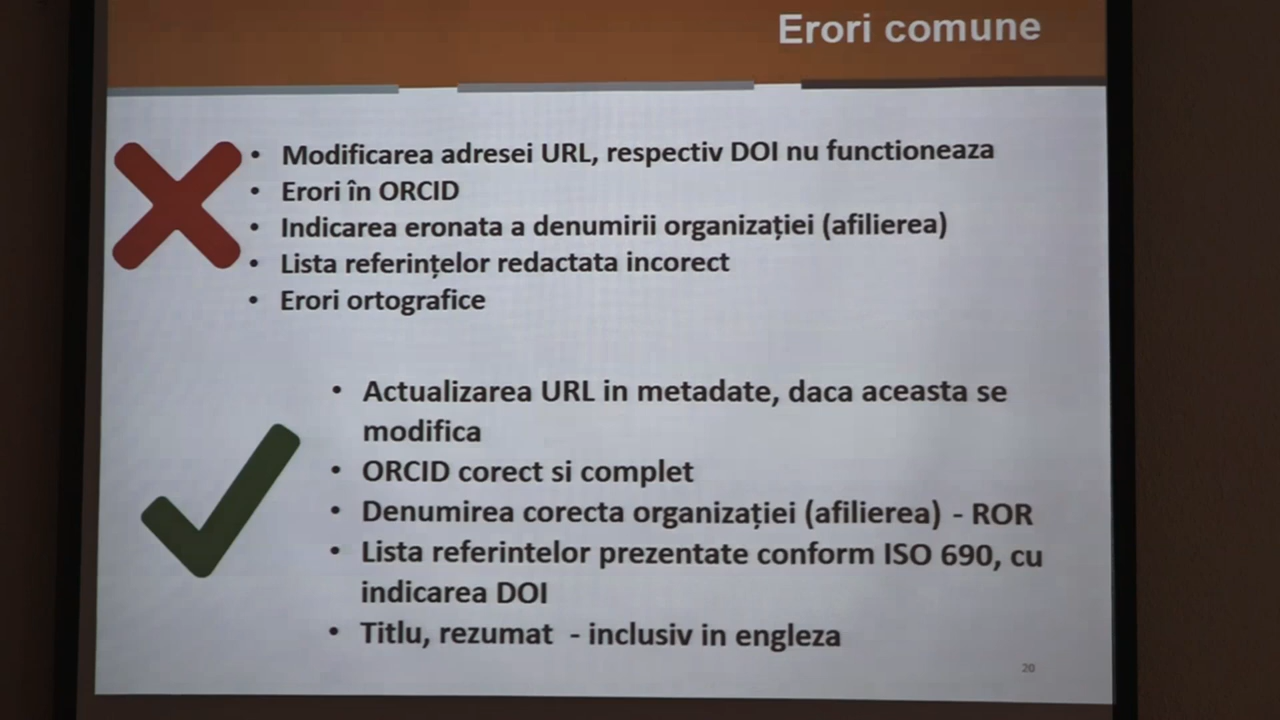 Erori comune
• Modificarea adresei URL, respectiv DOI nu functioneaza
• Erori în ORCID
• Indicarea eronata a denumirii organizației (afilierea)
• Lista referințelor redactata incorect
• Erori ortografice
• Actualizarea URL in metadate, daca aceasta se
modifica
• ORCID corect si complet
• Denumirea corecta organizației (afilierea) - ROR
• Lista referintelor prezentate conform ISO 690, cu
indicarea DOI
• Titlu, rezumat - inclusiv in engleza
20